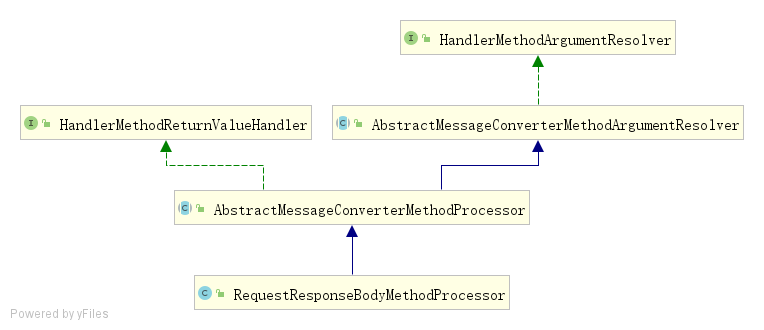 I HandlerMethodArgumentResolver
I HandlerMethodReturnValueHandler
C AbstractMessageConverterMethodArgumentResolver
C AbstractMessageConverterMethodProcessor
C RequestResponseBodyMethodProcessor
Powered by yFiles